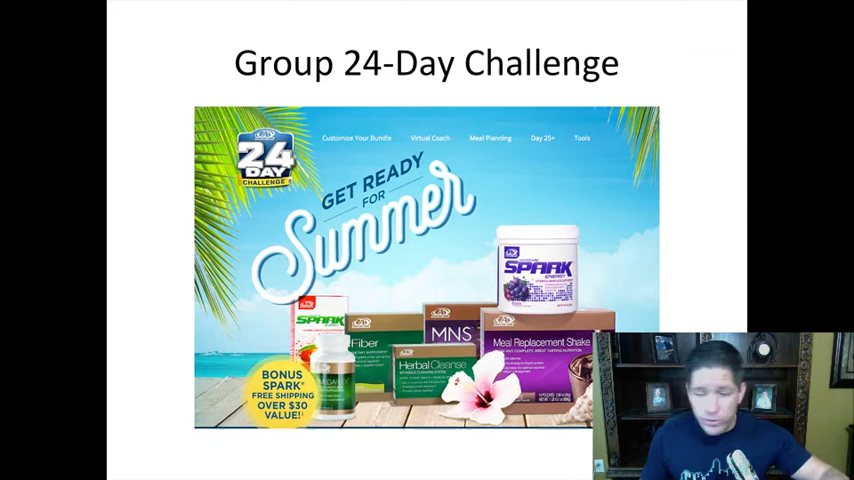 Group 24-Day Challenge
Customize Your Bundle
Virtual Coach
Meal Planning
Day 25+
Tools
24
DAY
CHALLENGE
GET READY
FOR
Summer
SPARK
ENERGY
SPARK
Fiber
MNS
Meal Replacement Shake
Herbal Cleanse
BONUS
SPARK
FREE SHIPPING
OVER $30
VALUE!